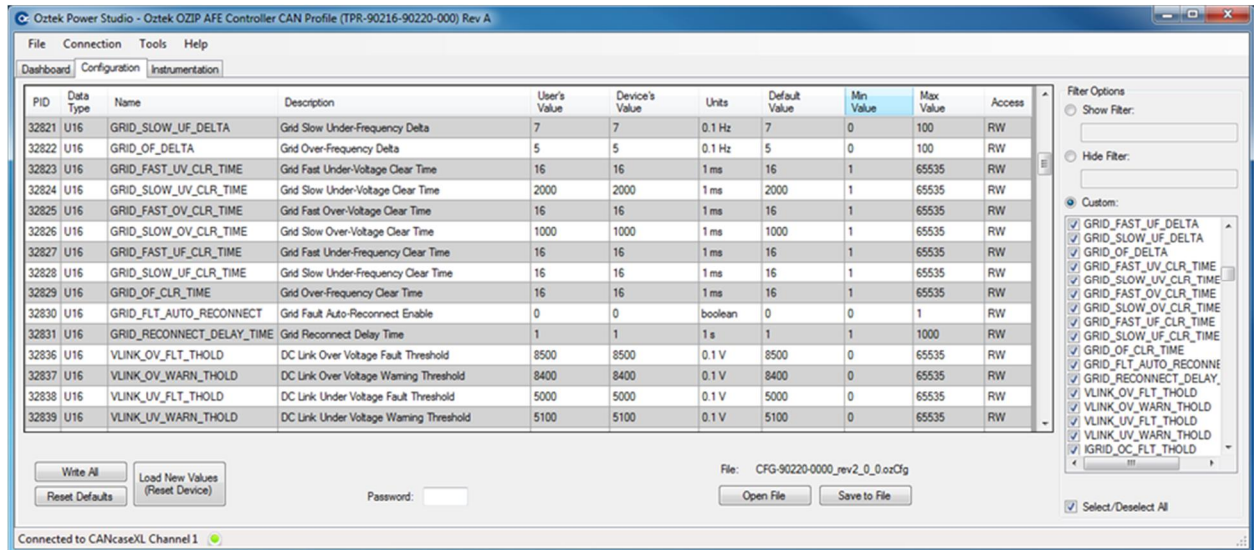 Oztek Power Studio - Oztek OZIP AFE Controller CAN Profile (TPR-90216-90220-000) Rev A
File Connection Tools Help
Dashboard Configuration Instrumentation
PID Data Type Name Description User's Value Device's Value Units Default Value Min Value Max Value Access
32821 U16 GRID_SLOW_UF_DELTA Grid Slow Under-Frequency Delta 7 7 0.1 Hz 7 0 100 RW
32822 U16 GRID_OF_DELTA Grid Over-Frequency Delta 5 5 0.1 Hz 5 0 100 RW
32823 U16 GRID_FAST_UV_CLR_TIME Grid Fast Under-Voltage Clear Time 16 16 1 ms 16 1 65535 RW
32824 U16 GRID_SLOW_UV_CLR_TIME Grid Slow Under-Voltage Clear Time 2000 2000 1 ms 2000 1 65535 RW
32825 U16 GRID_FAST_OV_CLR_TIME Grid Fast Over-Voltage Clear Time 16 16 1 ms 16 1 65535 RW
32826 U16 GRID_SLOW_OV_CLR_TIME Grid Slow Over-Voltage Clear Time 1000 1000 1 ms 1000 1 65535 RW
32827 U16 GRID_FAST_UF_CLR_TIME Grid Fast Under-Frequency Clear Time 16 16 1 ms 16 1 65535 RW
32828 U16 GRID_SLOW_UF_CLR_TIME Grid Slow Under-Frequency Clear Time 16 16 1 ms 16 1 65535 RW
32829 U16 GRID_OF_CLR_TIME Grid Over-Frequency Clear Time 16 16 1 ms 16 1 65535 RW
32830 U16 GRID_FLT_AUTO_RECONNECT Grid Fault Auto-Reconnect Enable 0 0 boolean 0 0 1 RW
32831 U16 GRID_RECONNECT_DELAY_TIME Grid Reconnect Delay Time 1 1 1 s 1 1 1000 RW
32836 U16 VLINK_OV_FLT_THOLD DC Link Over Voltage Fault Threshold 8500 8500 0.1 V 8500 0 65535 RW
32837 U16 VLINK_OV_WARN_THOLD DC Link Over Voltage Warning Threshold 8400 8400 0.1 V 8400 0 65535 RW
32838 U16 VLINK_UV_FLT_THOLD DC Link Under Voltage Fault Threshold 5000 5000 0.1 V 5000 0 65535 RW
32839 U16 VLINK_UV_WARN_THOLD DC Link Under Voltage Warning Threshold 5100 5100 0.1 V 5100 0 65535 RW
Filter Options
Show Filter:
Hide Filter:
Custom:
GRID_FAST_UF_DELTA
GRID_SLOW_UF_DELTA
GRID_OF_DELTA
GRID_FAST_UV_CLR_TIME
GRID_SLOW_UV_CLR_TIME
GRID_FAST_OV_CLR_TIME
GRID_SLOW_OV_CLR_TIME
GRID_FAST_UF_CLR_TIME
GRID_SLOW_UF_CLR_TIME
GRID_OF_CLR_TIME
GRID_FLT_AUTO_RECONNE
GRID_RECONNECT_DELAY_
VLINK_OV_FLT_THOLD
VLINK_OV_WARN_THOLD
VLINK_UV_FLT_THOLD
VLINK_UV_WARN_THOLD
IGRID_OC_FLT_THOLD
Select/Deselect All
Write All
Reset Defaults
Load New Values
(Reset Device)
Password:
File: CFG-90220-0000_rev2_0_0.ozCfg
Open File Save to File
Connected to CANcaseXL Channel 1